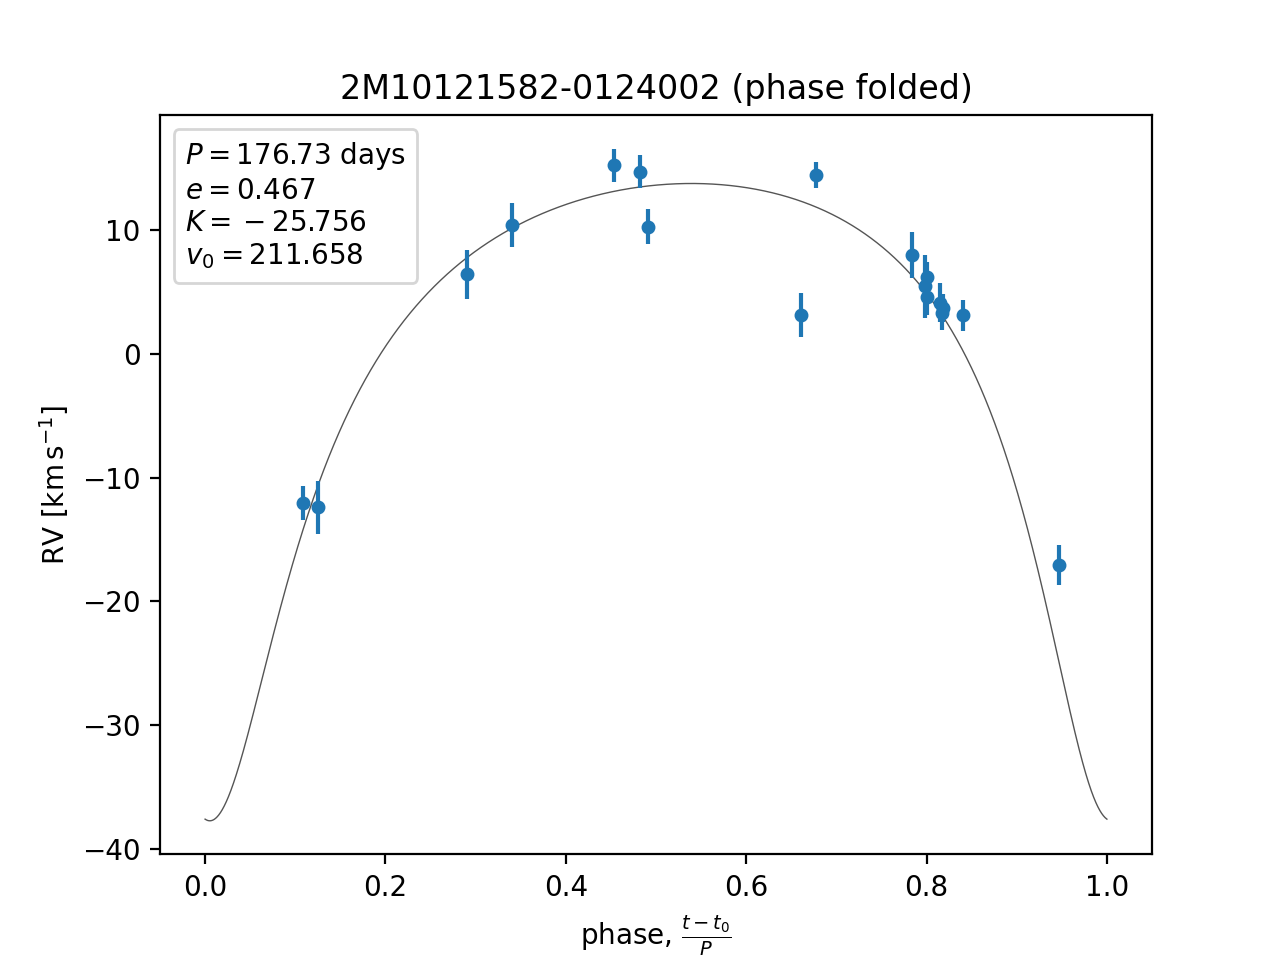 2M10121582-0124002 (phase folded)
P = 176.73 days
e = 0.467
K = −25.756
v₀ = 211.658
RV [km s⁻¹]
10
0
−10
−20
−30
−40
0.0 0.2 0.4 0.6 0.8 1.0
phase, (t − t₀)/P